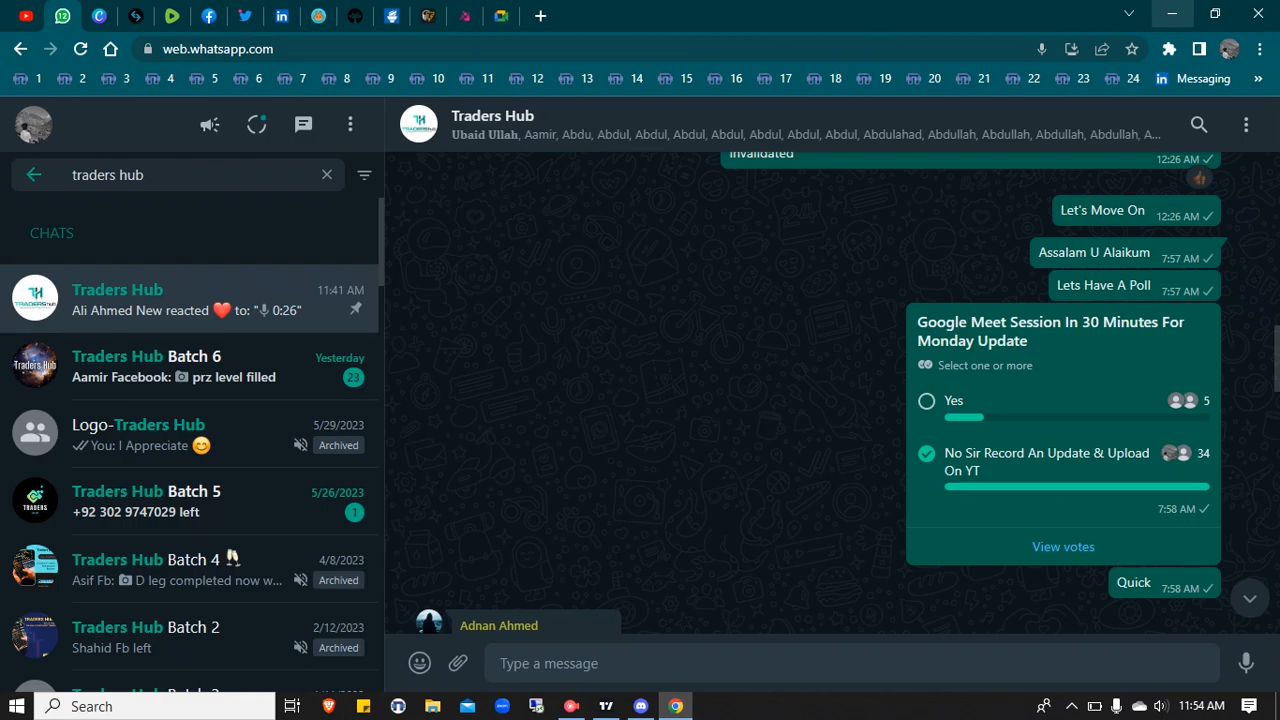 12
web.whatsapp.com
1 2 3 4 5 6 7 8 9 10 11 12 13 14 15 16 17 18 19 20 21 22 23 24 in Messaging »
traders hub
CHATS
TRADERShub
Traders Hub 11:41 AM
Ali Ahmed New reacted ❤️ to: "🎤 0:26"
Traders Hub
Traders Hub Batch 6 Yesterday
Aamir Facebook: 📷 prz level filled 23
Logo-Traders Hub 5/29/2023
You: I Appreciate 😊 Archived
TRADERS
Traders Hub Batch 5 5/26/2023
+92 302 9747029 left 1
Traders Hub Batch 4 🥂 4/8/2023
Asif Fb: 📷 D leg completed now w... Archived
Traders Hub Batch 2 2/12/2023
Shahid Fb left Archived
TRADERShub
Traders Hub
Ubaid Ullah, Aamir, Abdu, Abdul, Abdul, Abdul, Abdul, Abdul, Abdul, Abdul, Abdulahad, Abdullah, Abdullah, Abdullah, Abdullah, A...
Invalidated
12:26 AM
Let's Move On 12:26 AM
Assalam U Alaikum 7:57 AM
Lets Have A Poll 7:57 AM
Google Meet Session In 30 Minutes For
Monday Update
Select one or more
Yes 5
No Sir Record An Update & Upload 34
On YT
7:58 AM
View votes
Quick 7:58 AM
Adnan Ahmed
Type a message
Search
11:54 AM